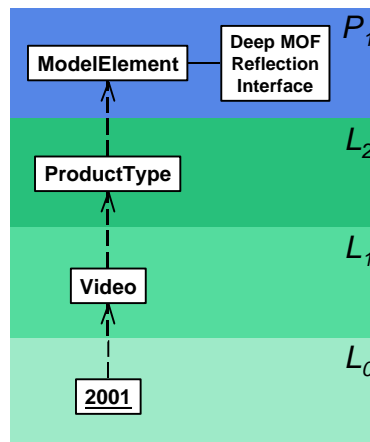 P1
ModelElement
Deep MOF
Reflection
Interface
L2
ProductType
L1
Video
L0
2001